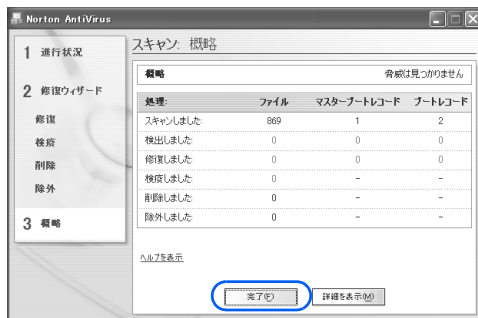 Norton AntiVirus
1 進行状況
2 修復ウィザード
修復
検疫
削除
除外
3 概略
スキャン: 概略
概略 脅威は見つかりません
処理: ファイル マスターブートレコード ブートレコード
スキャンしました: 869 1 2
検出しました: 0 0 0
修復しました: 0 0 0
検疫しました: 0 - -
削除しました: 0 - -
除外しました: 0 - -
ヘルプを表示
完了(F) 詳細を表示(M)